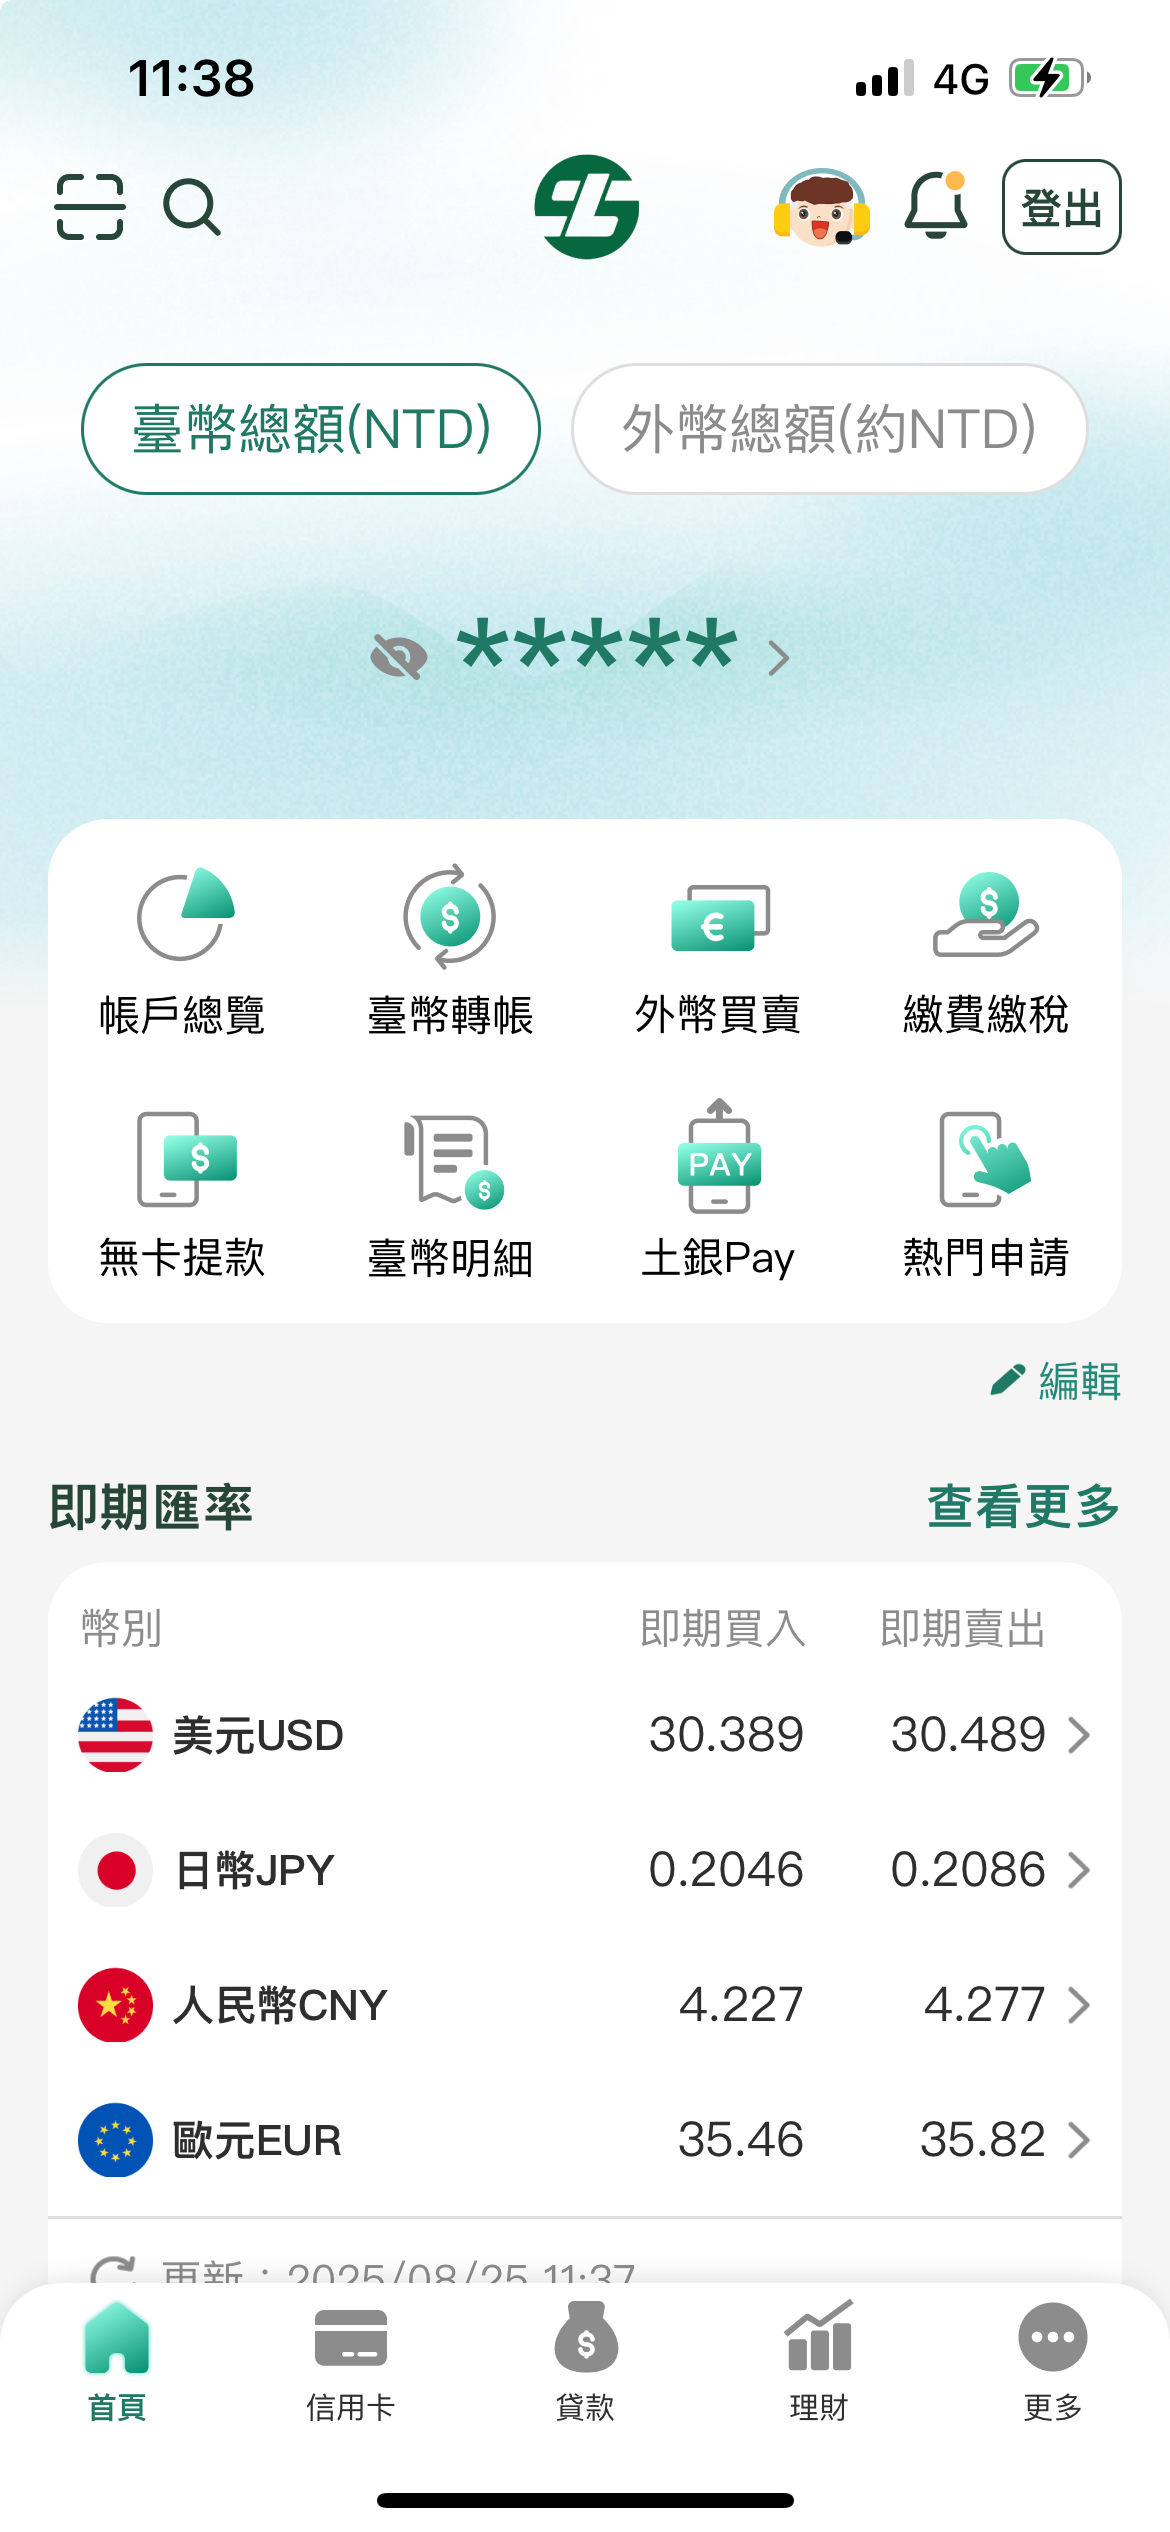 11:38
4G
登出
臺幣總額(NTD)
外幣總額(約NTD)
*****
帳戶總覽
臺幣轉帳
外幣買賣
繳費繳稅
PAY
無卡提款
臺幣明細
土銀Pay
熱門申請
編輯
即期匯率
查看更多
幣別 即期買入 即期賣出
美元USD 30.389 30.489
日幣JPY 0.2046 0.2086
人民幣CNY 4.227 4.277
歐元EUR 35.46 35.82
更新：2025/08/25 11:37
首頁
信用卡
貸款
理財
更多